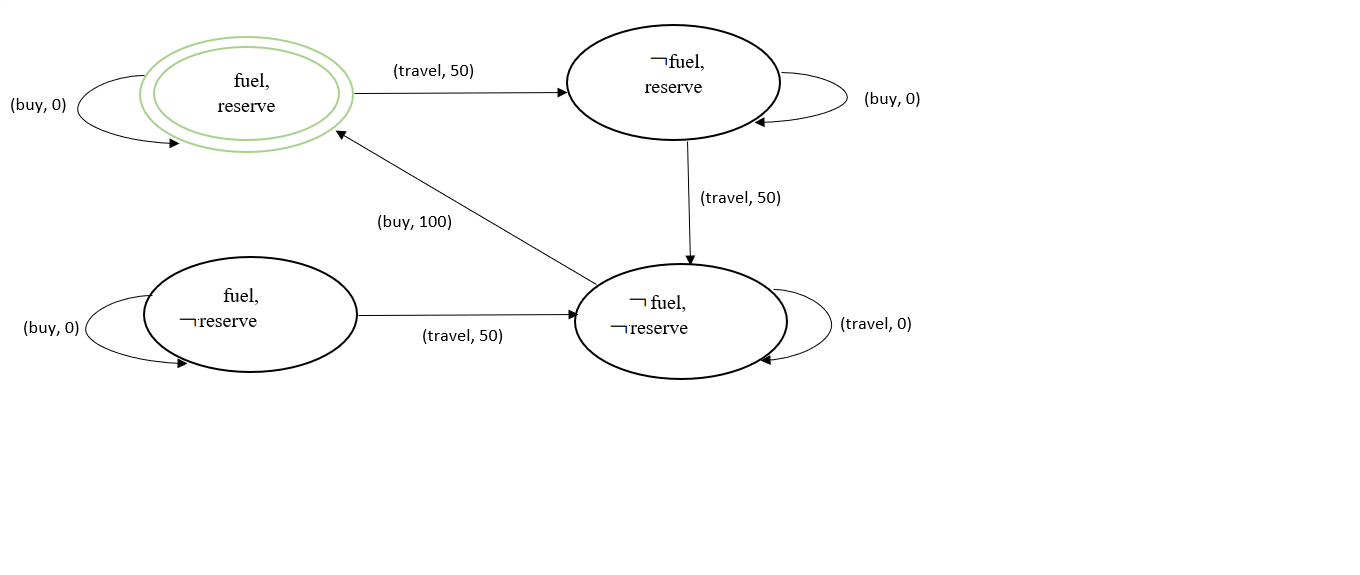 fuel,
reserve
(travel, 50)
¬fuel,
reserve
(buy, 0)
(buy, 0)
(travel, 50)
(buy, 100)
fuel,
¬reserve
(buy, 0)
(travel, 50)
¬ fuel,
¬reserve
(travel, 0)